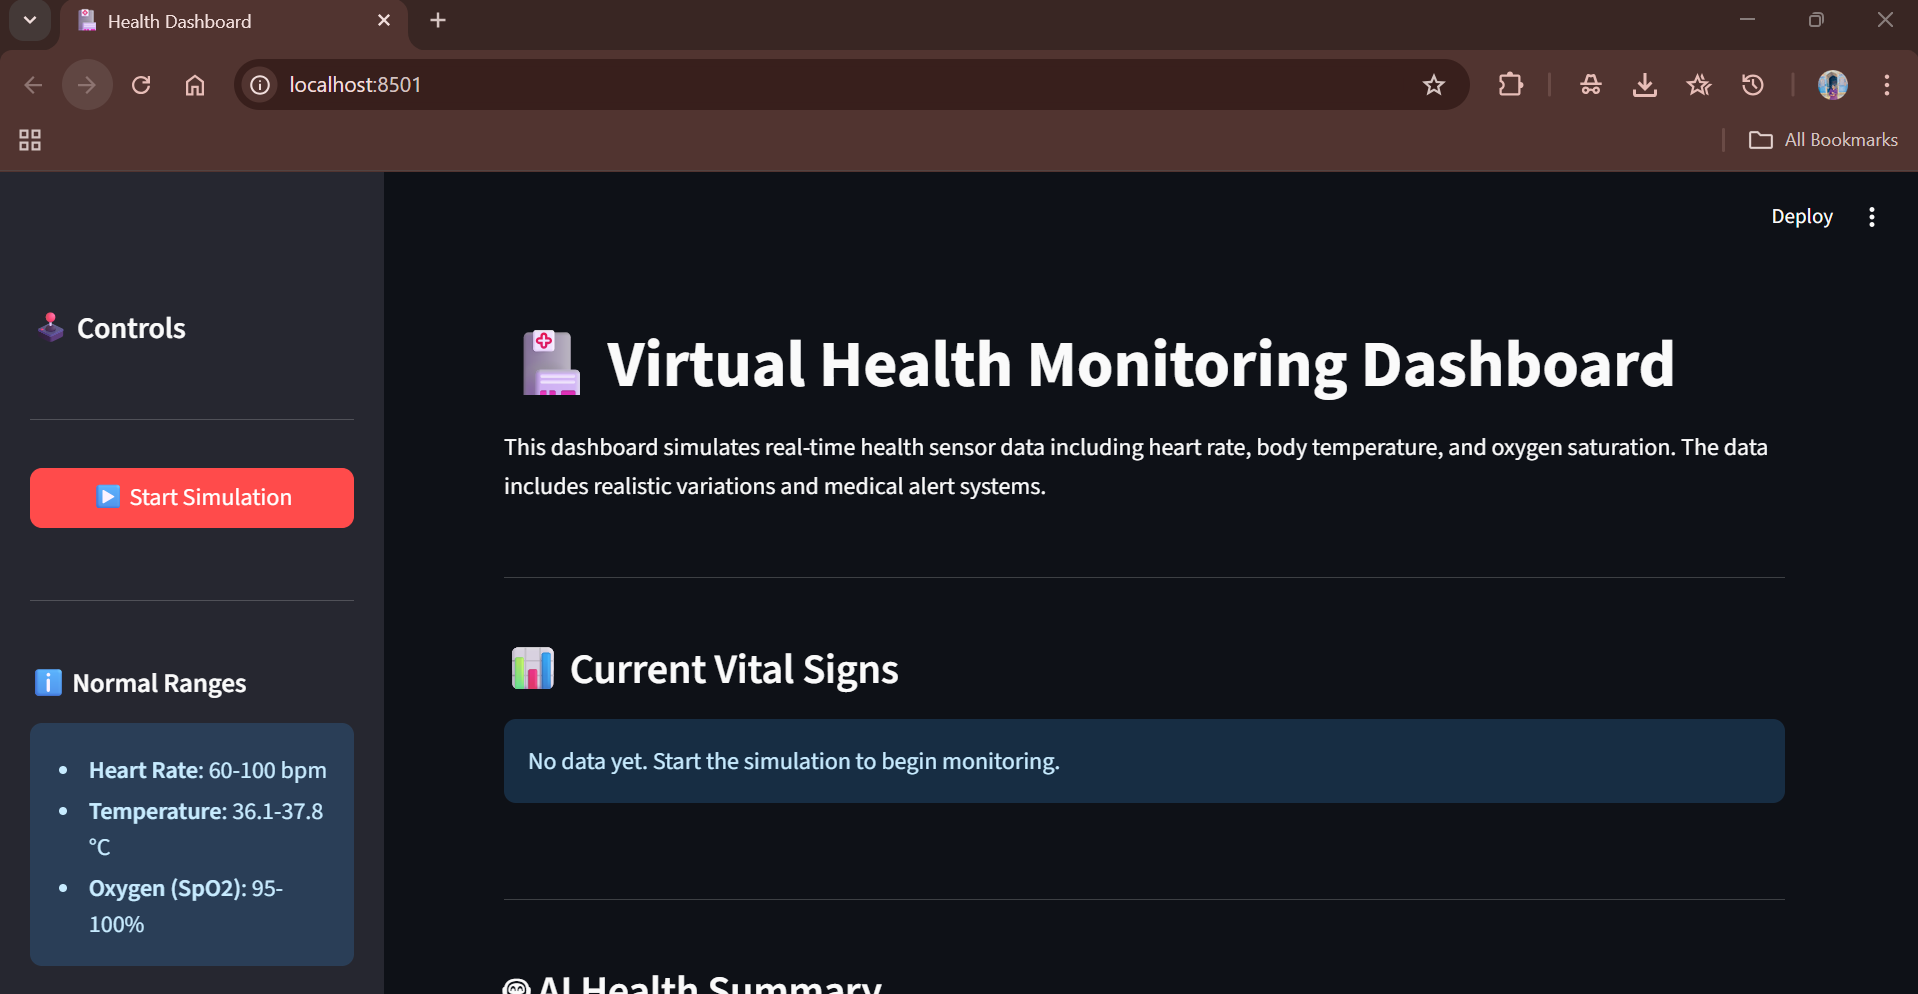 Health Dashboard
localhost:8501
All Bookmarks
Deploy
Controls
Start Simulation
Normal Ranges
• Heart Rate: 60-100 bpm
• Temperature: 36.1-37.8
°C
• Oxygen (SpO2): 95-
100%
Virtual Health Monitoring Dashboard
This dashboard simulates real-time health sensor data including heart rate, body temperature, and oxygen saturation. The data
includes realistic variations and medical alert systems.
Current Vital Signs
No data yet. Start the simulation to begin monitoring.
AI Health Summary